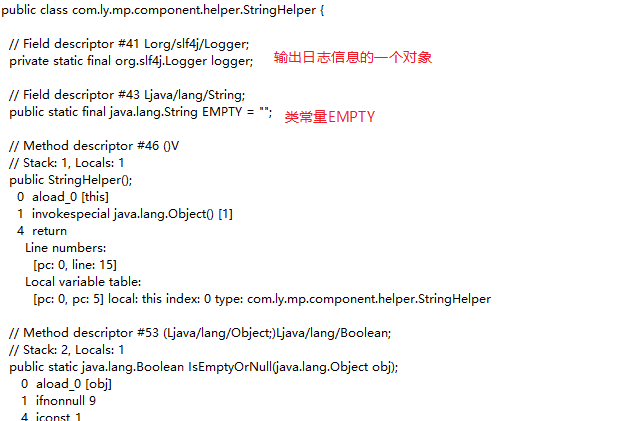 public class com.ly.mp.component.helper.StringHelper {
// Field descriptor #41 Lorg/slf4j/Logger;
private static final org.slf4j.Logger logger;
输出日志信息的一个对象
// Field descriptor #43 Ljava/lang/String;
public static final java.lang.String EMPTY = "";
类常量EMPTY
// Method descriptor #46 ()V
// Stack: 1, Locals: 1
public StringHelper();
0 aload_0 [this]
1 invokespecial java.lang.Object() [1]
4 return
Line numbers:
[pc: 0, line: 15]
Local variable table:
[pc: 0, pc: 5] local: this index: 0 type: com.ly.mp.component.helper.StringHelper
// Method descriptor #53 (Ljava/lang/Object;)Ljava/lang/Boolean;
// Stack: 2, Locals: 1
public static java.lang.Boolean IsEmptyOrNull(java.lang.Object obj);
0 aload_0 [obj]
1 ifnonnull 9
4 iconst_1